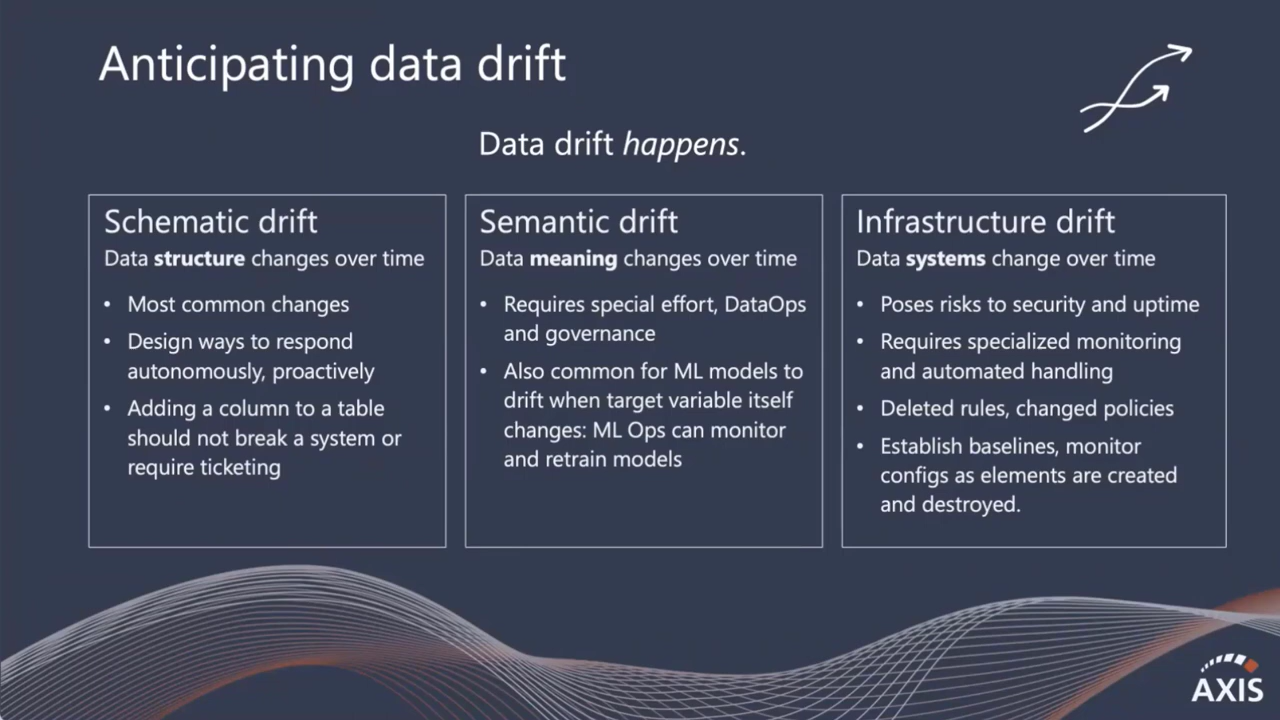 Anticipating data drift
Data drift happens.
Schematic drift
Data structure changes over time
• Most common changes
• Design ways to respond
autonomously, proactively
• Adding a column to a table
should not break a system or
require ticketing
Semantic drift
Data meaning changes over time
• Requires special effort, DataOps
and governance
• Also common for ML models to
drift when target variable itself
changes: ML Ops can monitor
and retrain models
Infrastructure drift
Data systems change over time
• Poses risks to security and uptime
• Requires specialized monitoring
and automated handling
• Deleted rules, changed policies
• Establish baselines, monitor
configs as elements are created
and destroyed.
AXIS